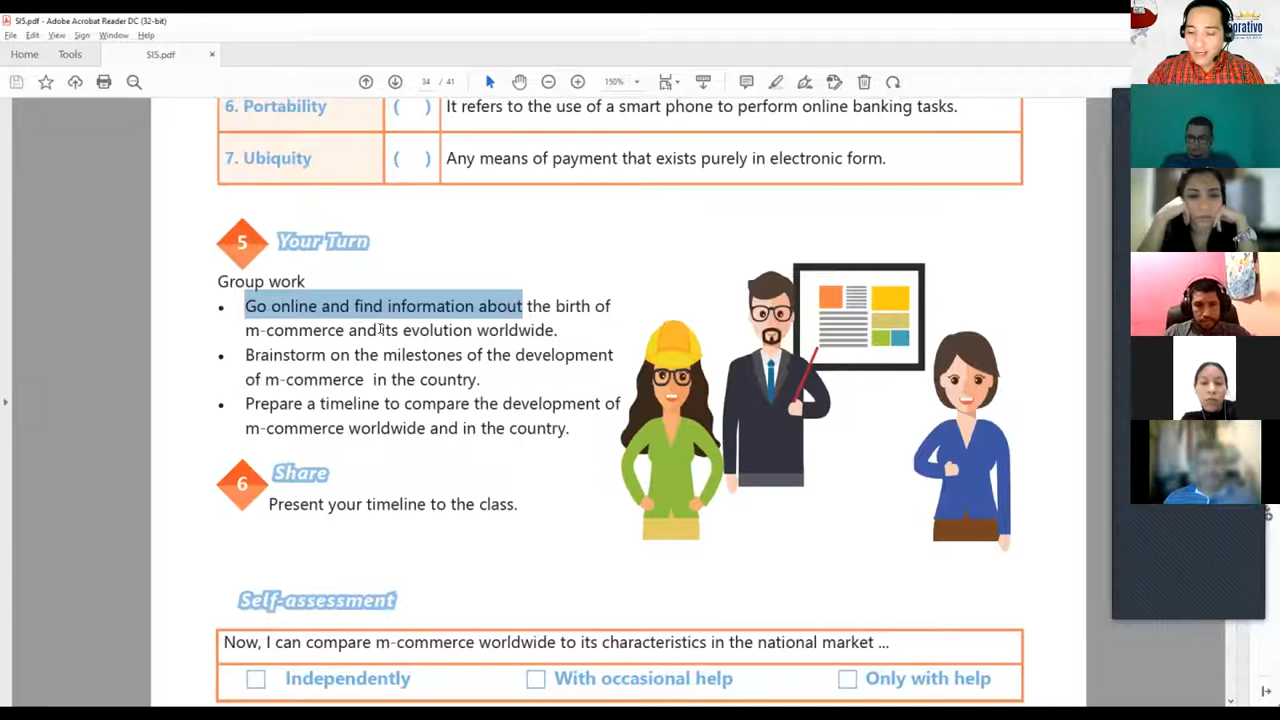 SI5.pdf - Adobe Acrobat Reader DC (32-bit)
File Edit View Sign Window Help
Home Tools SI5.pdf ×
34 / 41 150%
6. Portability ( ) It refers to the use of a smart phone to perform online banking tasks.
7. Ubiquity ( ) Any means of payment that exists purely in electronic form.
5 Your Turn
Group work
• Go online and find information about the birth of
m-commerce and its evolution worldwide.
• Brainstorm on the milestones of the development
of m-commerce in the country.
• Prepare a timeline to compare the development of
m-commerce worldwide and in the country.
6 Share
Present your timeline to the class.
Self-assessment
Now, I can compare m-commerce worldwide to its characteristics in the national market ...
Independently With occasional help Only with help